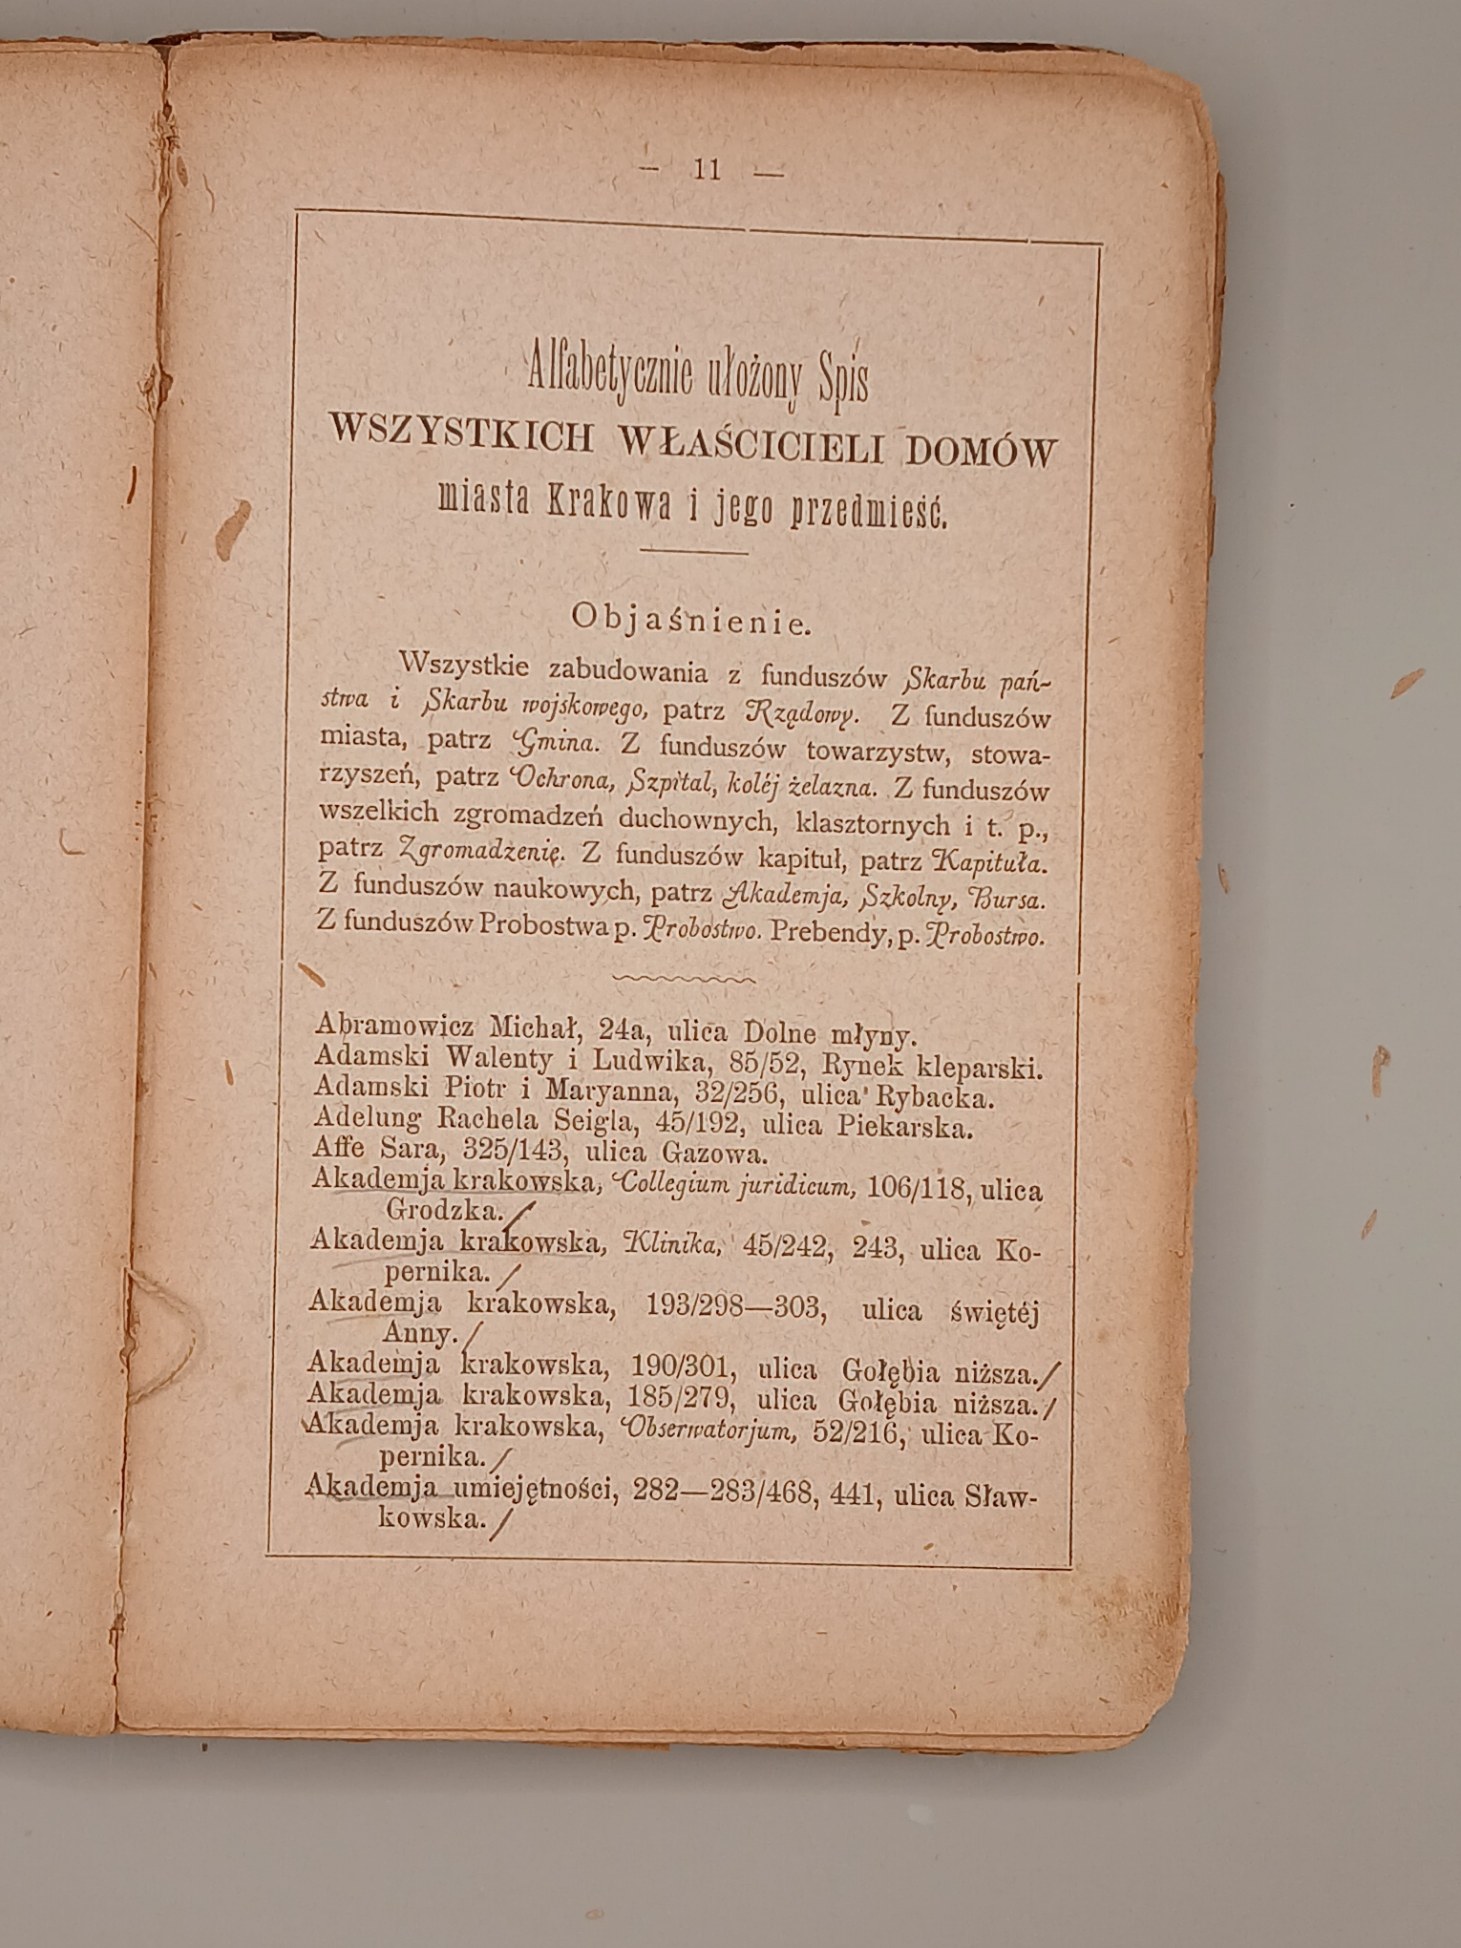 — 11 —
Alfabetycznie ułożony Spis
WSZYSTKICH WŁAŚCICIELI DOMÓW
miasta Krakowa i jego przedmieść.
Objaśnienie.
Wszystkie zabudowania z funduszów Skarbu pań-
stwa i Skarbu wojskowego, patrz Rządowy. Z funduszów
miasta, patrz Gmina. Z funduszów towarzystw, stowa-
rzyszeń, patrz Ochrona, Szpital, koléj żelazna. Z funduszów
wszelkich zgromadzeń duchownych, klasztornych i t. p.,
patrz Zgromadzenię. Z funduszów kapituł, patrz Kapituła.
Z funduszów naukowych, patrz Akademja, Szkolny, Bursa.
Z funduszów Probostwa p. Probostwo. Prebendy, p. Probostwo.
Abramowicz Michał, 24a, ulica Dolne młyny.
Adamski Walenty i Ludwika, 85/52, Rynek kleparski.
Adamski Piotr i Maryanna, 32/256, ulica Rybacka.
Adelung Rachela Seigla, 45/192, ulica Piekarska.
Affe Sara, 325/143, ulica Gazowa.
Akademja krakowska, Collegium juridicum, 106/118, ulica
Grodzka. /
Akademja krakowska, Klinika, 45/242, 243, ulica Ko-
pernika. /
Akademja krakowska, 193/298—303, ulica świętéj
Anny. /
Akademja krakowska, 190/301, ulica Gołębia niższa. /
Akademja krakowska, 185/279, ulica Gołębia niższa. /
Akademja krakowska, Obserwatorjum, 52/216, ulica Ko-
pernika. /
Akademja umiejętności, 282—283/468, 441, ulica Sław-
kowska. /